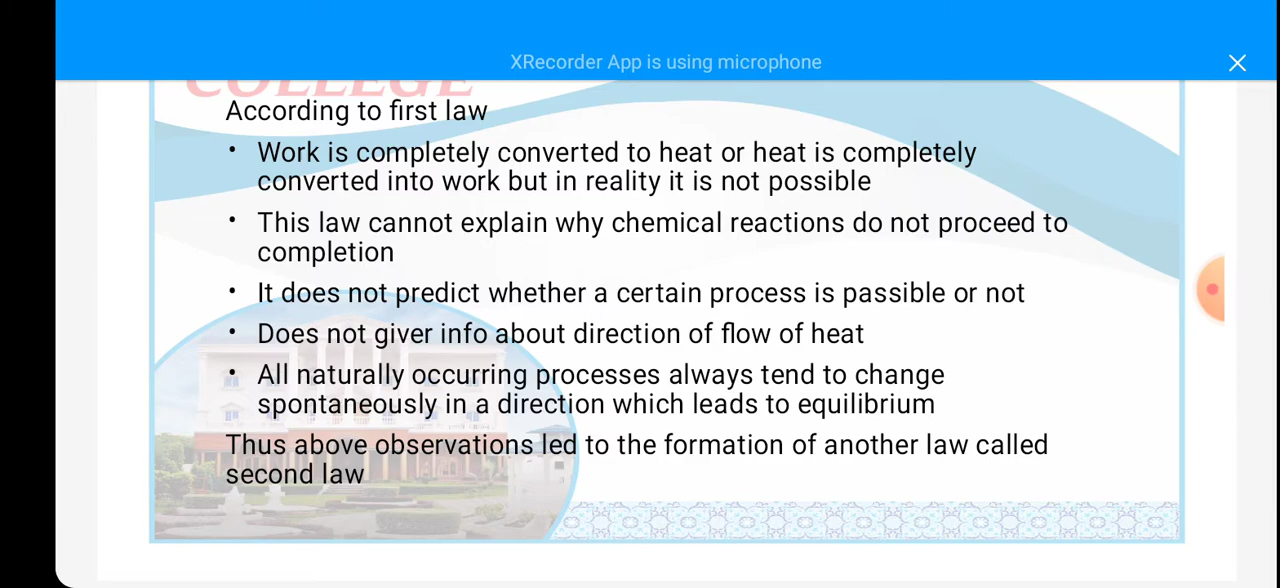 XRecorder App is using microphone
COLLEGE
According to first law
• Work is completely converted to heat or heat is completely
converted into work but in reality it is not possible
• This law cannot explain why chemical reactions do not proceed to
completion
• It does not predict whether a certain process is passible or not
• Does not giver info about direction of flow of heat
• All naturally occurring processes always tend to change
spontaneously in a direction which leads to equilibrium
Thus above observations led to the formation of another law called
second law